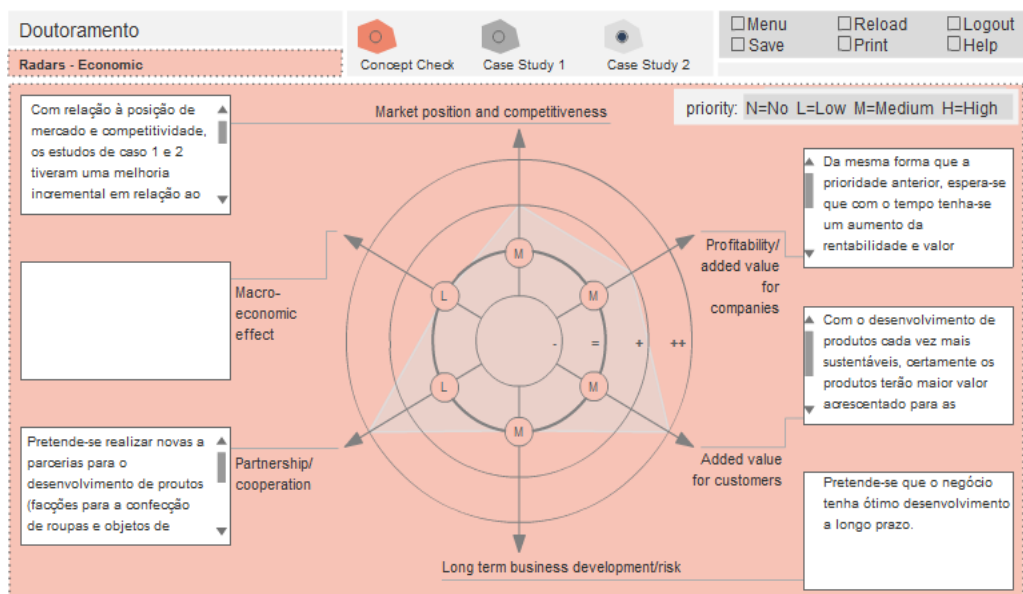 Doutoramento
Radars - Economic
Concept Check
Case Study 1
Case Study 2
Menu
Reload
Logout
Save
Print
Help
priority: N=No L=Low M=Medium H=High
Com relação à posição de
mercado e competitividade,
os estudos de caso 1 e 2
tiveram uma melhoria
incremental em relação ao
Market position and competitiveness
Da mesma forma que a
prioridade anterior, espera-se
que com o tempo tenha-se
um aumento da
rentabilidade e valor
Profitability/
added value
for
companies
Macro-
economic
effect
M
L
M
- = + ++
L
M
M
Com o desenvolvimento de
produtos cada vez mais
sustentáveis, certamente os
produtos terão maior valor
acrescentado para as
Pretende-se realizar novas a
parcerias para o
desenvolvimento de proutos
(facções para a confecção
de roupas e objetos de
Partnership/
cooperation
Added value
for customers
Pretende-se que o negócio
tenha ótimo desenvolvimento
a longo prazo.
Long term business development/risk